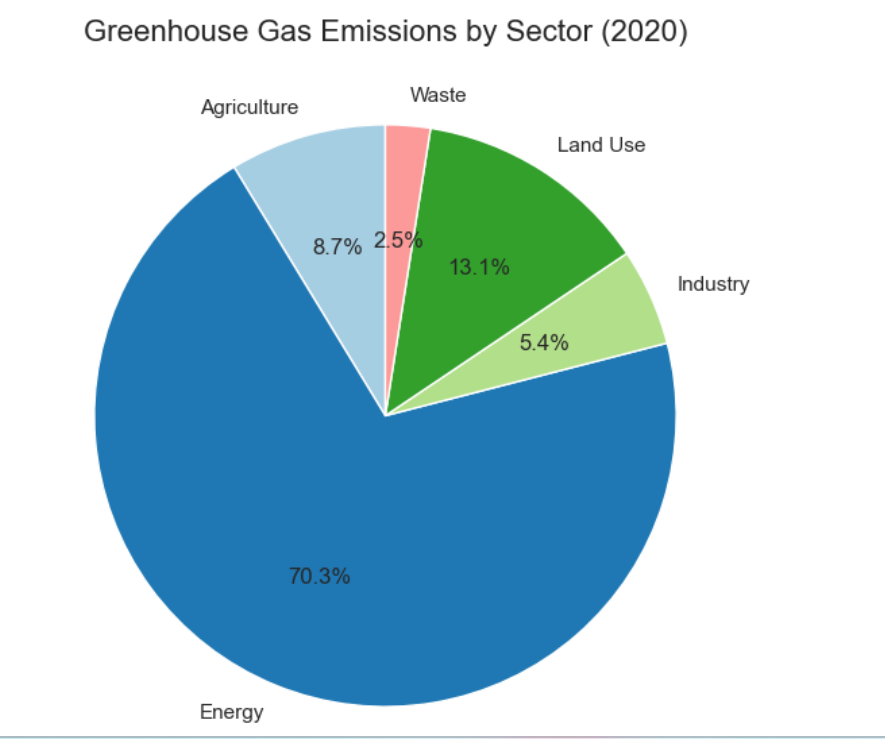 Greenhouse Gas Emissions by Sector (2020)
Waste
Agriculture
Land Use
2.5%
8.7%
13.1%
Industry
5.4%
70.3%
Energy